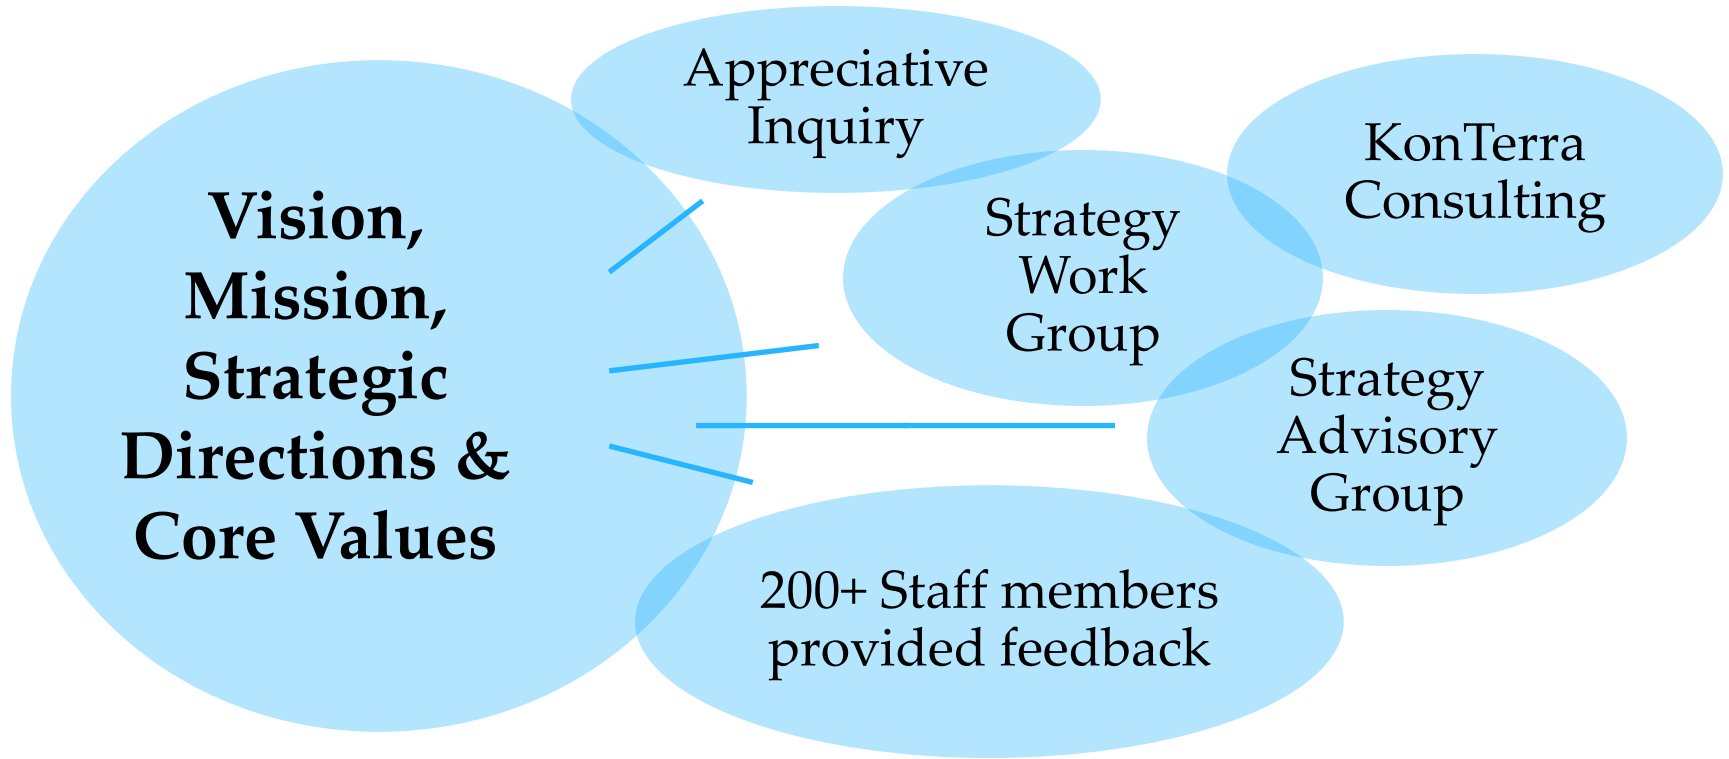 Vision,
Mission,
Strategic
Directions &
Core Values
Appreciative
Inquiry
Strategy
Work
Group
KonTerra
Consulting
Strategy
Advisory
Group
200+ Staff members
provided feedback